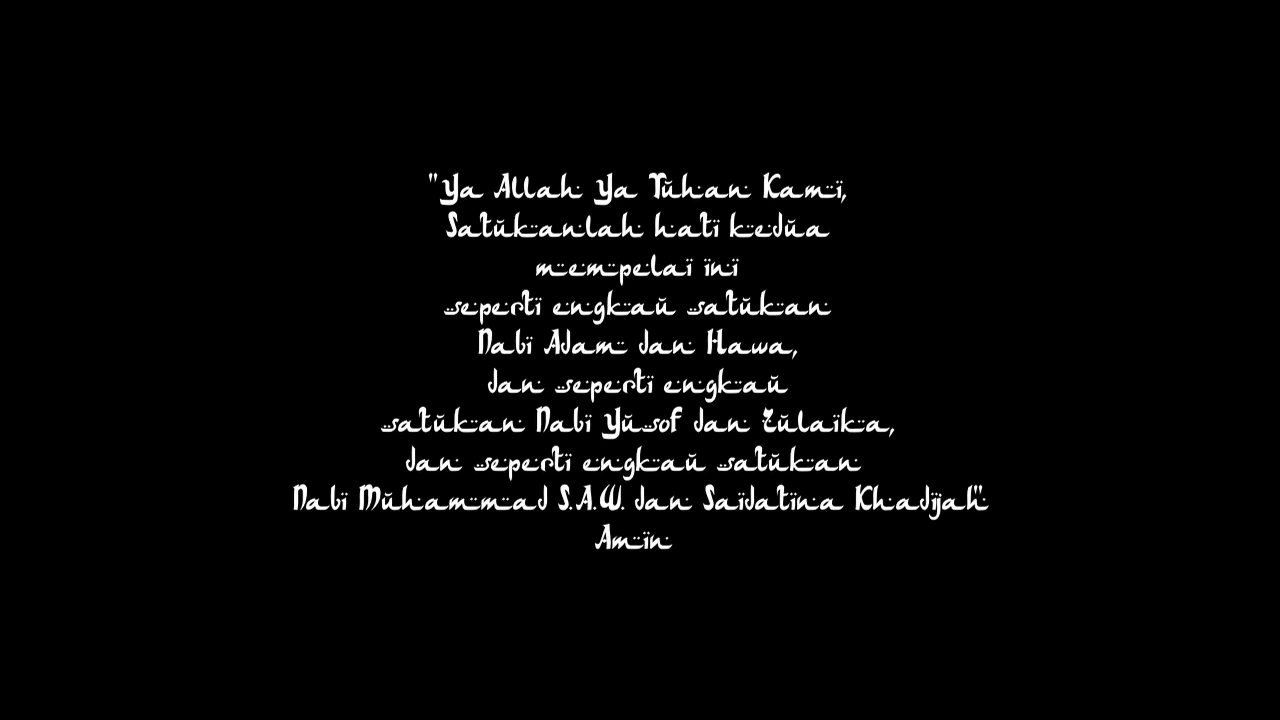 "Ya Allah Ya Tuhan Kami,
Satukanlah hati kedua
mempelai ini
seperti engkau satukan
Nabi Adam dan Hawa,
dan seperti engkau
satukan Nabi Yusof dan Zulaika,
dan seperti engkau satukan
Nabi Muhammad S.A.W. dan Saidatina Khadijah".
Amin